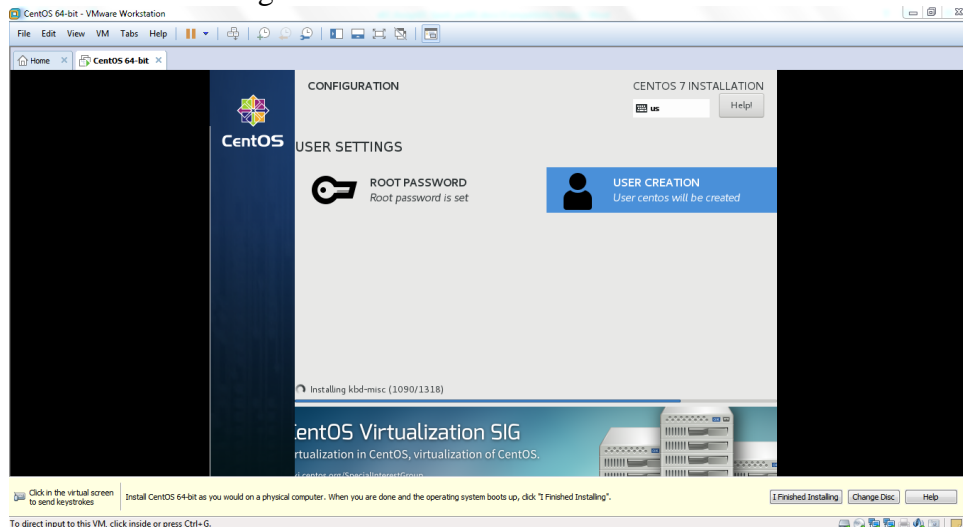 CentOS 64-bit - VMware Workstation
File Edit View VM Tabs Help
Home CentOS 64-bit
CONFIGURATION CENTOS 7 INSTALLATION
us Help!
CentOS
USER SETTINGS
ROOT PASSWORD USER CREATION
Root password is set User centos will be created
Installing kbd-misc (1090/1318)
entOS Virtualization SIG
rtualization in CentOS, virtualization of CentOS.
Click in the virtual screen
to send keystrokes
Install CentOS 64-bit as you would on a physical computer. When you are done and the operating system boots up, click "I Finished Installing".
I Finished Installing Change Disc Help
To direct input to this VM, click inside or press Ctrl+G.